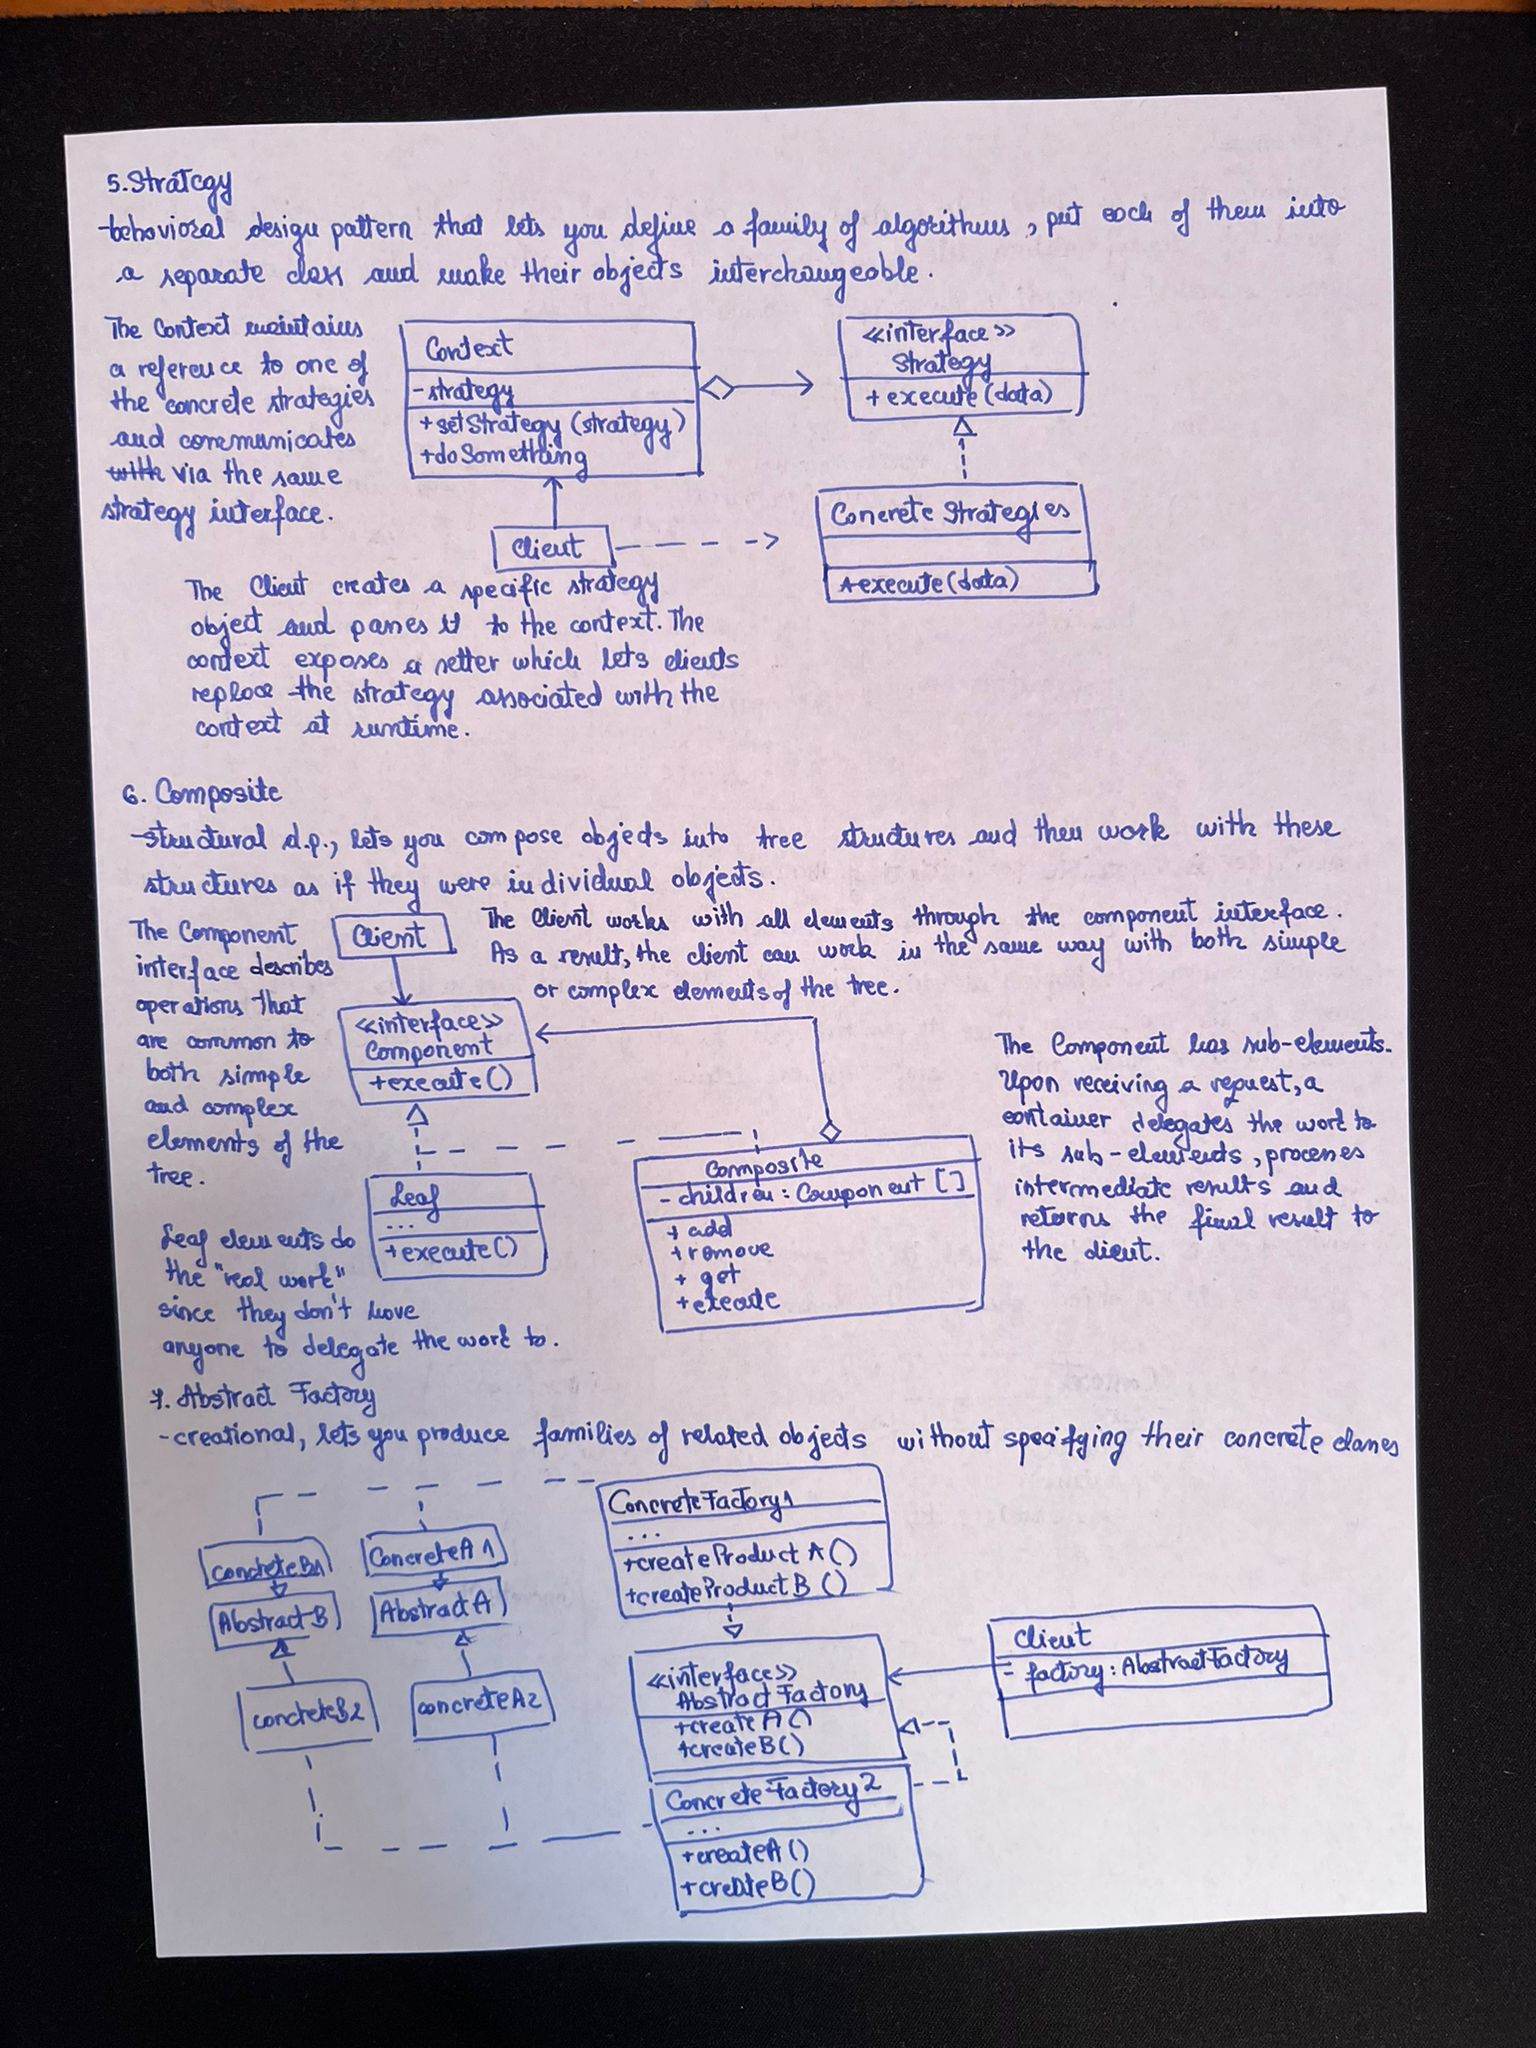 5. Strategy
- behavioral design pattern that lets you define a family of algorithms, put each of them into
a separate class and make their objects interchangeable.
The Context maintains
a reference to one of
the concrete strategies
and communicates
with via the same
strategy interface.
Context
- strategy
+ setStrategy (strategy)
+ doSomething
<<interface>>
Strategy
+ execute (data)
Client
Concrete Strategies
+ execute (data)
The Client creates a specific strategy
object and passes it to the context. The
context exposes a setter which lets clients
replace the strategy associated with the
context at runtime.
6. Composite
- structural d.p., lets you compose objects into tree structures and then work with these
structures as if they were individual objects.
The Component
interface describes
operations that
are common to
both simple
and complex
elements of the
tree.
Client
The Client works with all elements through the component interface.
As a result, the client can work in the same way with both simple
or complex elements of the tree.
<<interface>>
Component
+ execute ()
Leaf
...
+ execute ()
Composite
- children : Component []
+ add
+ remove
+ get
+ execute
The Component has sub-elements.
Upon receiving a request, a
container delegates the work to
its sub-elements, processes
intermediate results and
returns the final result to
the client.
Leaf elements do
the "real work"
since they don't have
anyone to delegate the work to.
7. Abstract Factory
- creational, lets you produce families of related objects without specifying their concrete classes
ConcreteFactory1
...
+ createProduct A ()
+ createProduct B ()
concreteB1
ConcreteA1
AbstractB
AbstractA
concreteB2
concreteA2
<<interface>>
Abstract Factory
+ create A ()
+ createB ()
Client
- factory : AbstractFactory
Concrete Factory 2
...
+ createA ()
+ createB ()